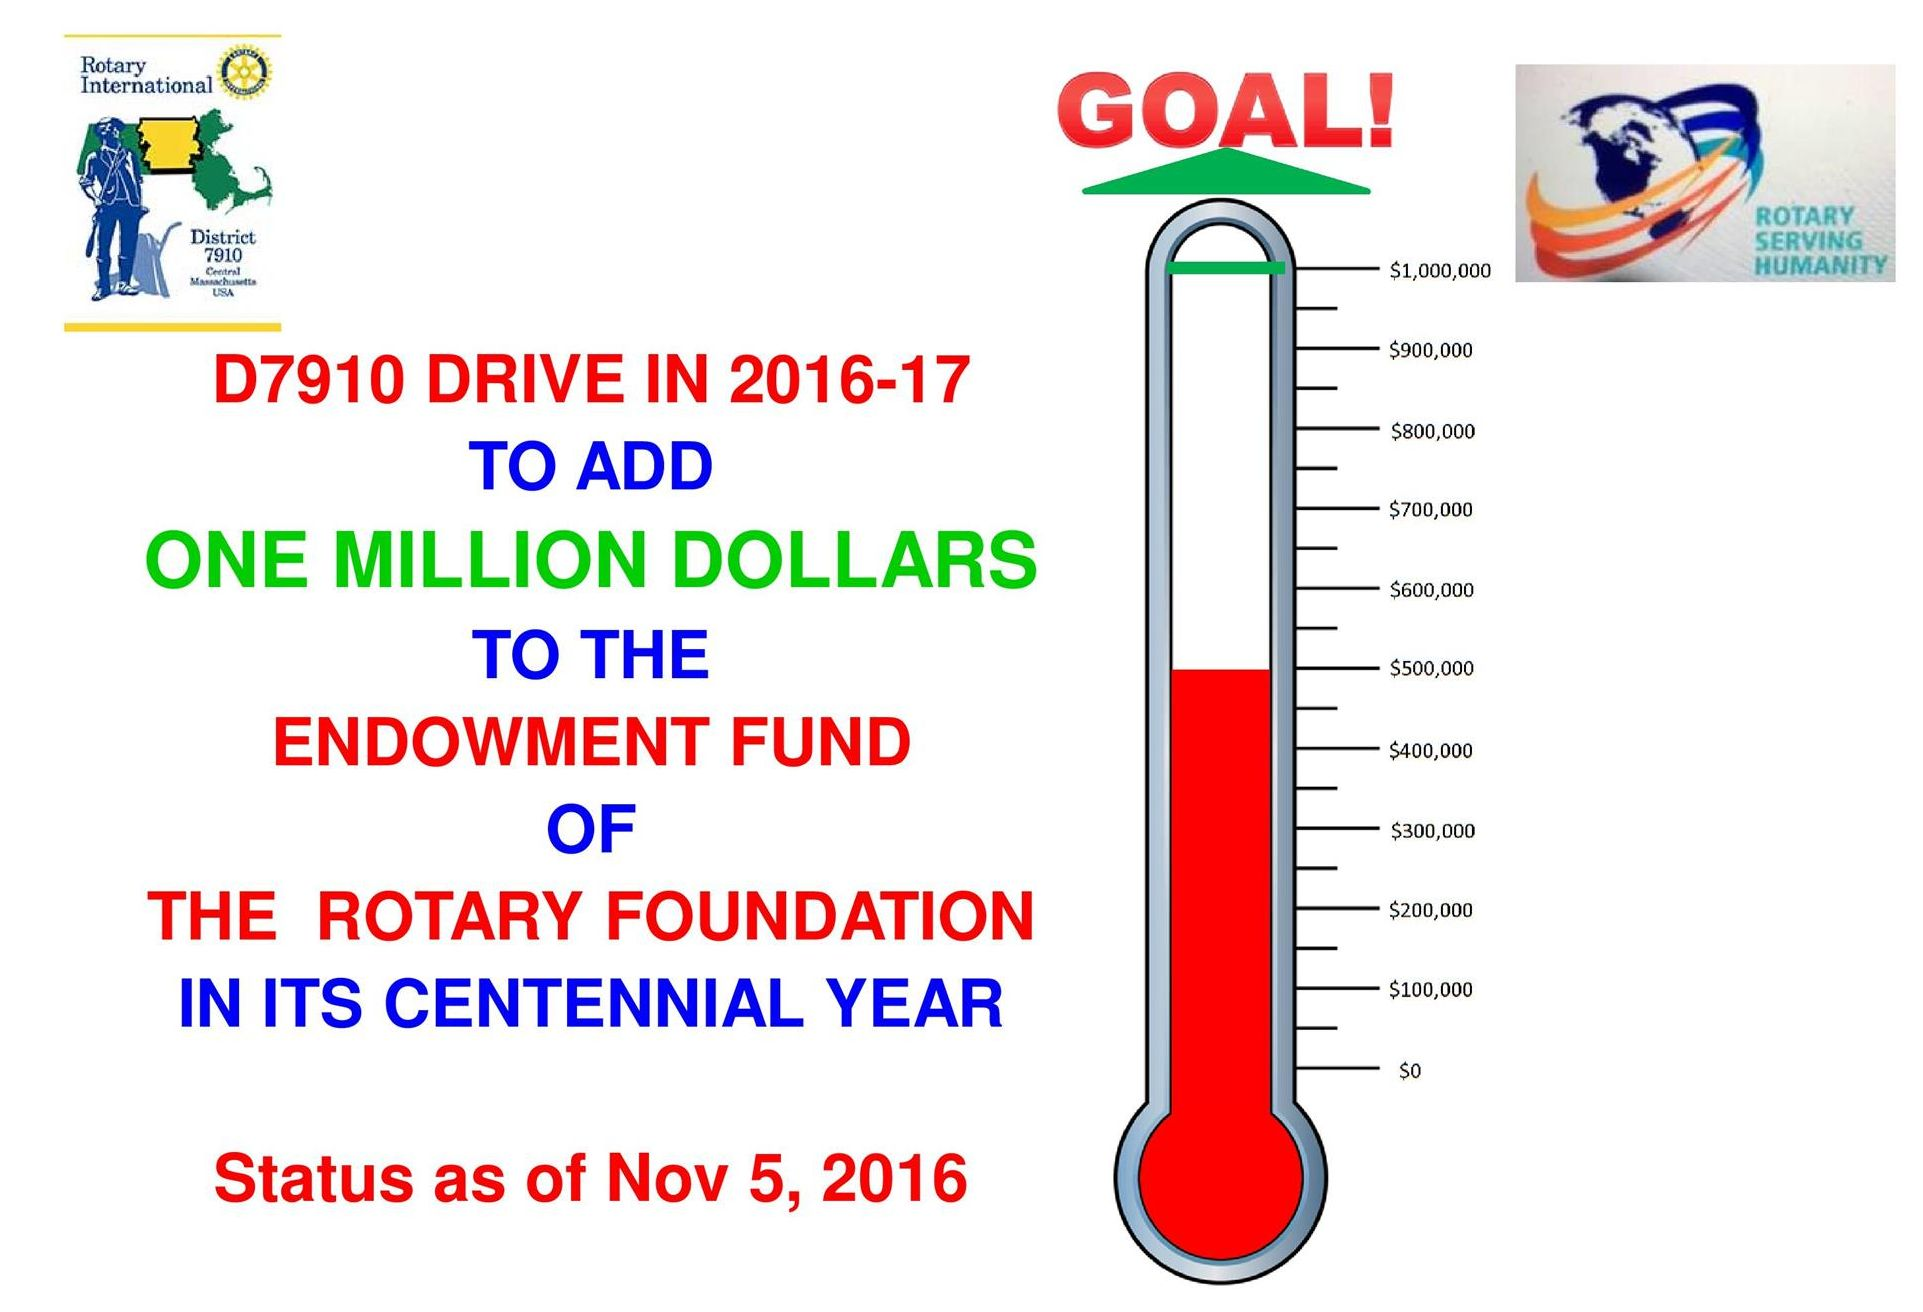 Rotary
International
District
7910
Central
Massachusetts
USA
D7910 DRIVE IN 2016-17
TO ADD
ONE MILLION DOLLARS
TO THE
ENDOWMENT FUND
OF
THE ROTARY FOUNDATION
IN ITS CENTENNIAL YEAR
Status as of Nov 5, 2016
GOAL!
$1,000,000
$900,000
$800,000
$700,000
$600,000
$500,000
$400,000
$300,000
$200,000
$100,000
$0
ROTARY
SERVING
HUMANITY